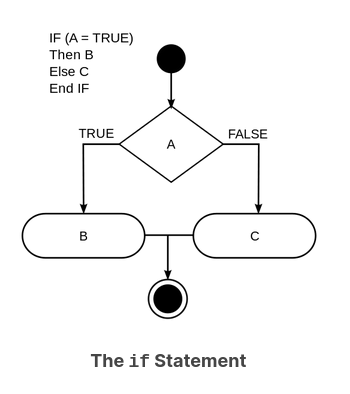 IF (A = TRUE)
Then B
Else C
End IF
TRUE
FALSE
A
B
C
The if Statement